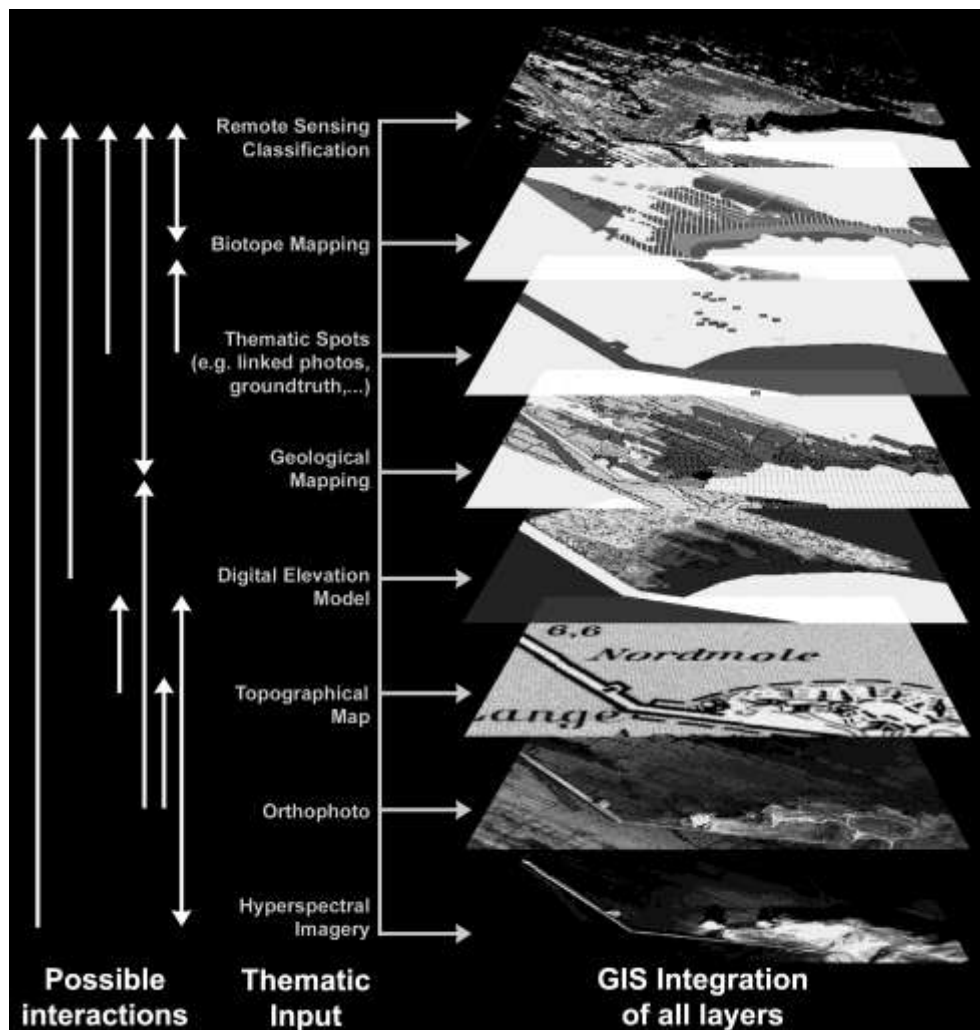 Remote Sensing
Classification
Biotope Mapping
Thematic Spots
(e.g. linked photos,
groundtruth,...)
Geological
Mapping
Digital Elevation
Model
6,6
Nordmole
Topographical
Map
Lange
Orthophoto
Hyperspectral
Imagery
Possible
interactions
Thematic
Input
GIS Integration
of all layers